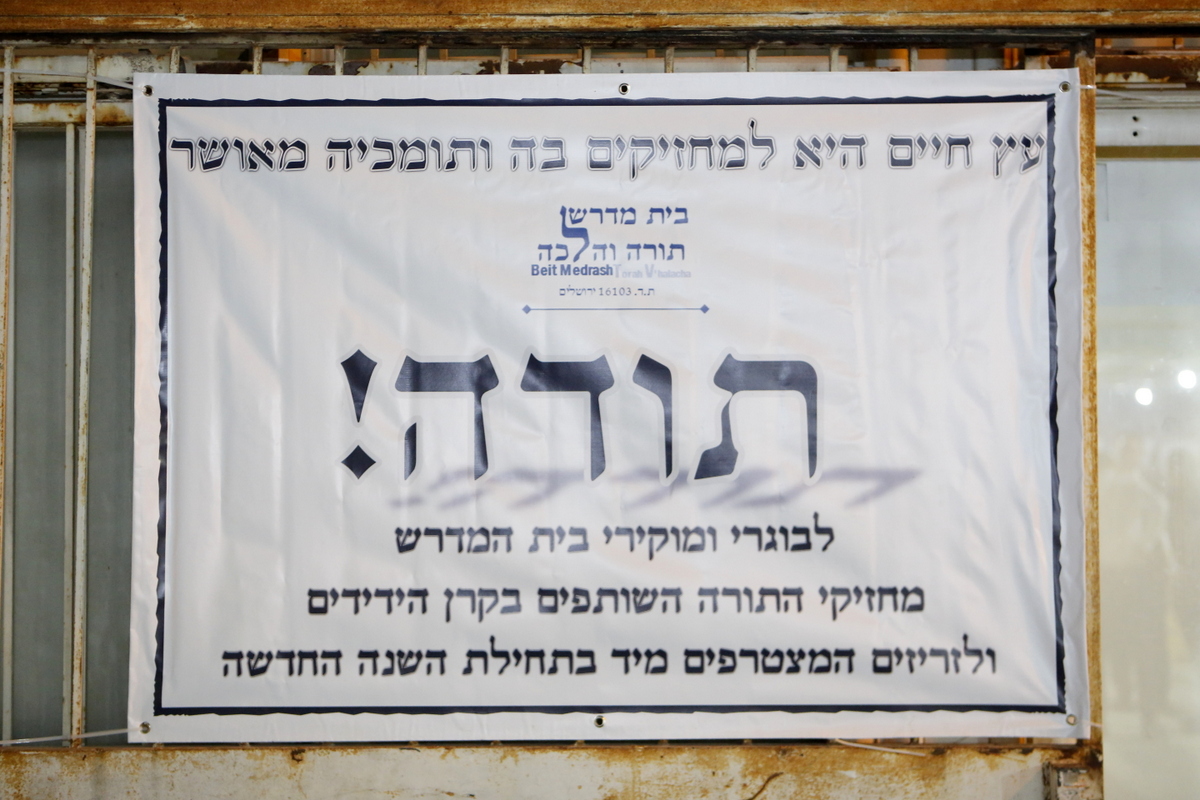 עץ חיים היא למחזיקים בה ותומכיה מאושר
בית מדרש
תורה והלכה
Beit Medrash Torah V'halacha
ת.ד. 16103 ירושלים
תודה!
לבוגרי ומוקירי בית המדרש
מחזיקי התורה השותפים בקרן הידידים
ולזריזים המצטרפים מיד בתחילת השנה החדשה